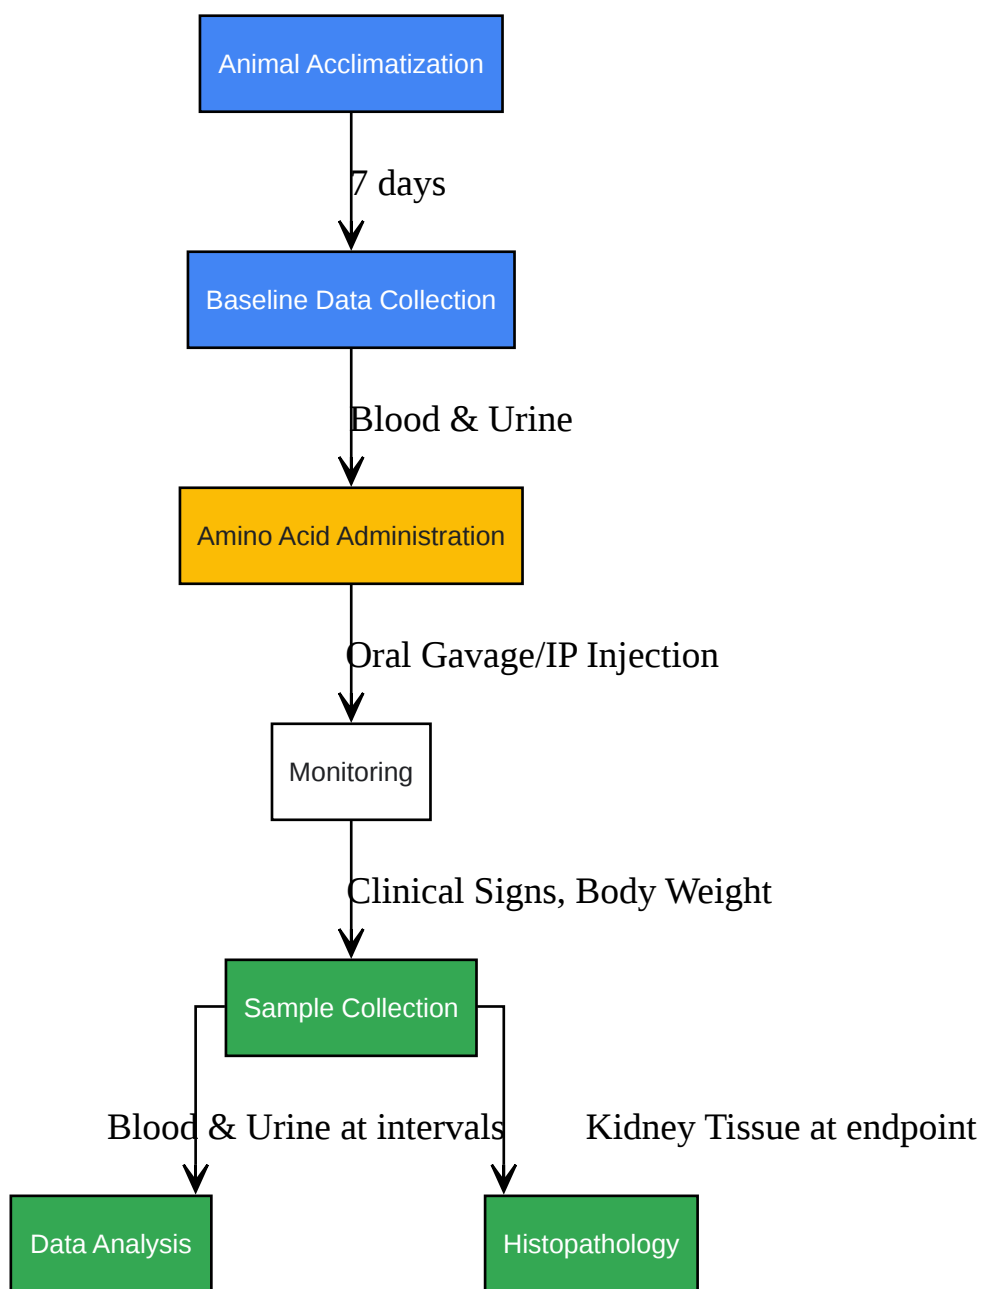 Animal Acclimatization
7 days
Baseline Data Collection
Blood & Urine
Amino Acid Administration
Oral Gavage/IP Injection
Monitoring
Clinical Signs, Body Weight
Sample Collection
Blood & Urine at intervals
Kidney Tissue at endpoint
Data Analysis
Histopathology